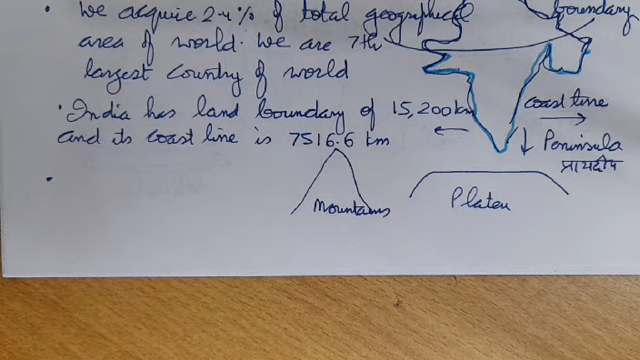 • We acquire 2.4% of total geographical
area of world. We are 7th
largest country of world
boundary
• India has land boundary of 15,200 km
and its coast line is 7516.6 km
coast line
Peninsula
प्रायद्वीप
Mountains
Plateu